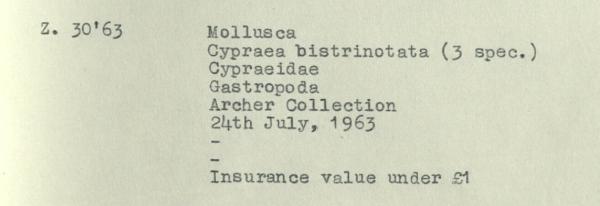 Z. 30'63 Mollusca
Cypraea bistrinotata (3 spec.)
Cypraeidae
Gastropoda
Archer Collection
24th July, 1963
-
-
Insurance value under £1